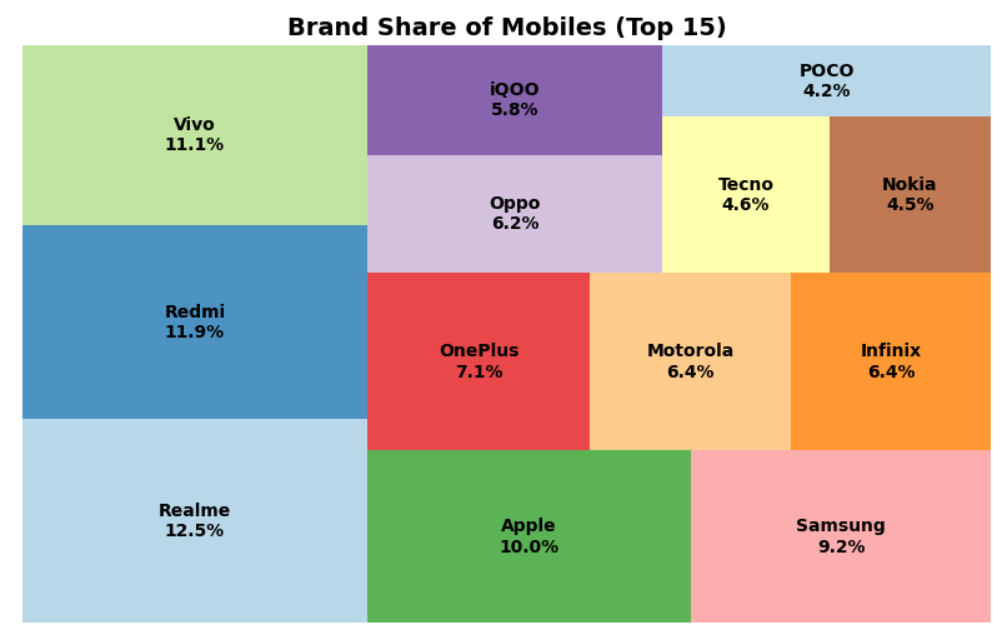 Brand Share of Mobiles (Top 15)
Vivo
11.1%
Redmi
11.9%
Realme
12.5%
iQOO
5.8%
Oppo
6.2%
POCO
4.2%
Tecno
4.6%
Nokia
4.5%
OnePlus
7.1%
Motorola
6.4%
Infinix
6.4%
Apple
10.0%
Samsung
9.2%